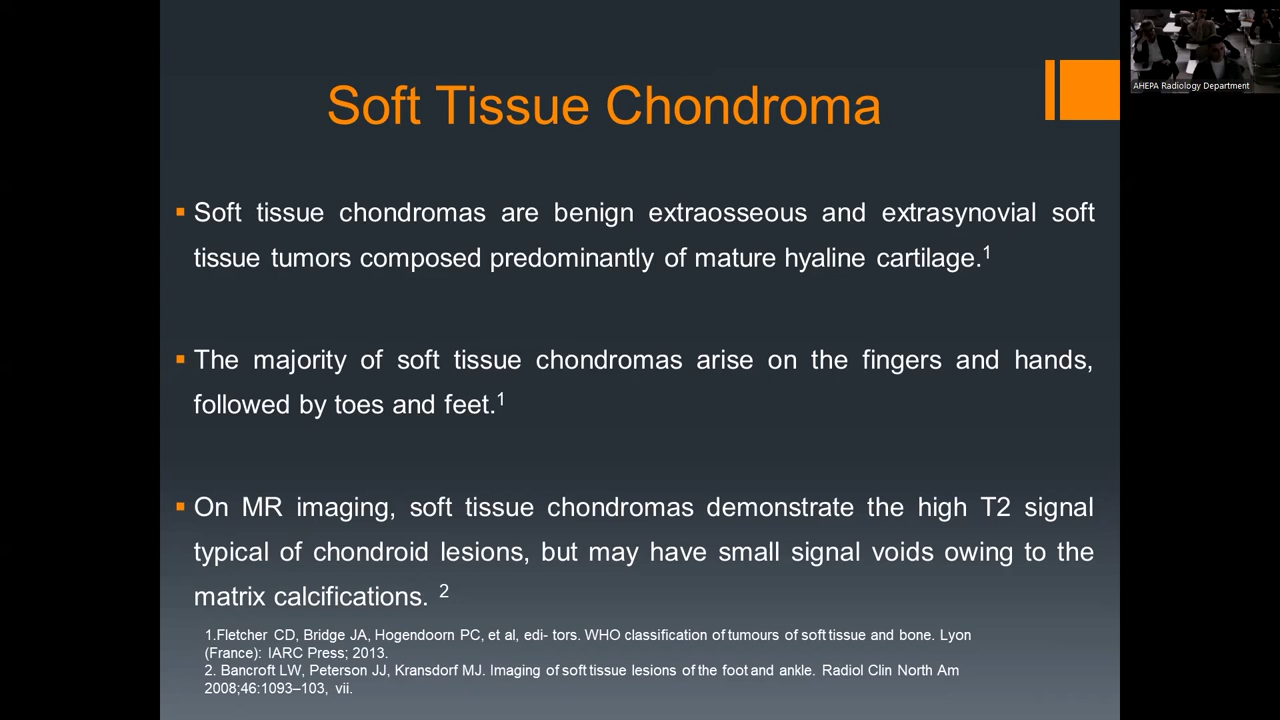 AHEPA Radiology Department
Soft Tissue Chondroma
▪ Soft tissue chondromas are benign extraosseous and extrasynovial soft
tissue tumors composed predominantly of mature hyaline cartilage.1
▪ The majority of soft tissue chondromas arise on the fingers and hands,
followed by toes and feet.1
▪ On MR imaging, soft tissue chondromas demonstrate the high T2 signal
typical of chondroid lesions, but may have small signal voids owing to the
matrix calcifications. 2
1.Fletcher CD, Bridge JA, Hogendoorn PC, et al, edi- tors. WHO classification of tumours of soft tissue and bone. Lyon
(France): IARC Press; 2013.
2. Bancroft LW, Peterson JJ, Kransdorf MJ. Imaging of soft tissue lesions of the foot and ankle. Radiol Clin North Am
2008;46:1093–103, vii.